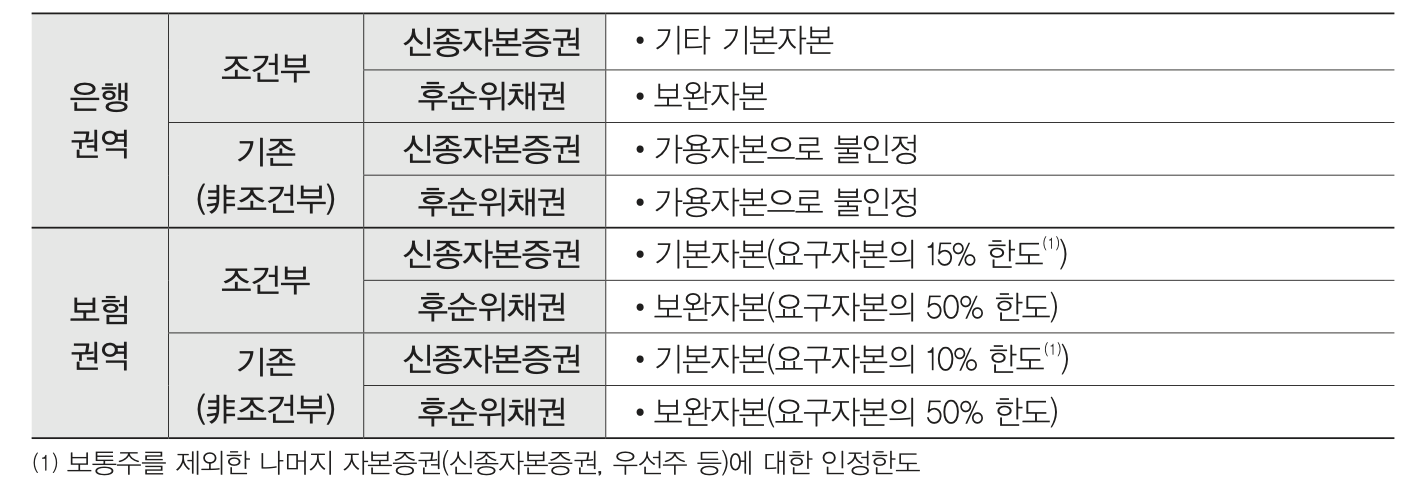 은행
권역
조건부
신종자본증권
• 기타 기본자본
후순위채권
• 보완자본
기존
(非조건부)
신종자본증권
• 가용자본으로 불인정
후순위채권
• 가용자본으로 불인정
보험
권역
조건부
신종자본증권
• 기본자본(요구자본의 15% 한도(1))
후순위채권
• 보완자본(요구자본의 50% 한도)
기존
(非조건부)
신종자본증권
• 기본자본(요구자본의 10% 한도(1))
후순위채권
• 보완자본(요구자본의 50% 한도)
(1) 보통주를 제외한 나머지 자본증권(신종자본증권, 우선주 등)에 대한 인정한도